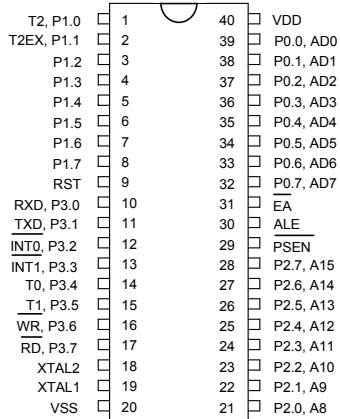 T2, P1.0 1 40 VDD
T2EX, P1.1 2 39 P0.0, AD0
P1.2 3 38 P0.1, AD1
P1.3 4 37 P0.2, AD2
P1.4 5 36 P0.3, AD3
P1.5 6 35 P0.4, AD4
P1.6 7 34 P0.5, AD5
P1.7 8 33 P0.6, AD6
RST 9 32 P0.7, AD7
RXD, P3.0 10 31 EA
TXD, P3.1 11 30 ALE
INT0, P3.2 12 29 PSEN
INT1, P3.3 13 28 P2.7, A15
T0, P3.4 14 27 P2.6, A14
T1, P3.5 15 26 P2.5, A13
WR, P3.6 16 25 P2.4, A12
RD, P3.7 17 24 P2.3, A11
XTAL2 18 23 P2.2, A10
XTAL1 19 22 P2.1, A9
VSS 20 21 P2.0, A8